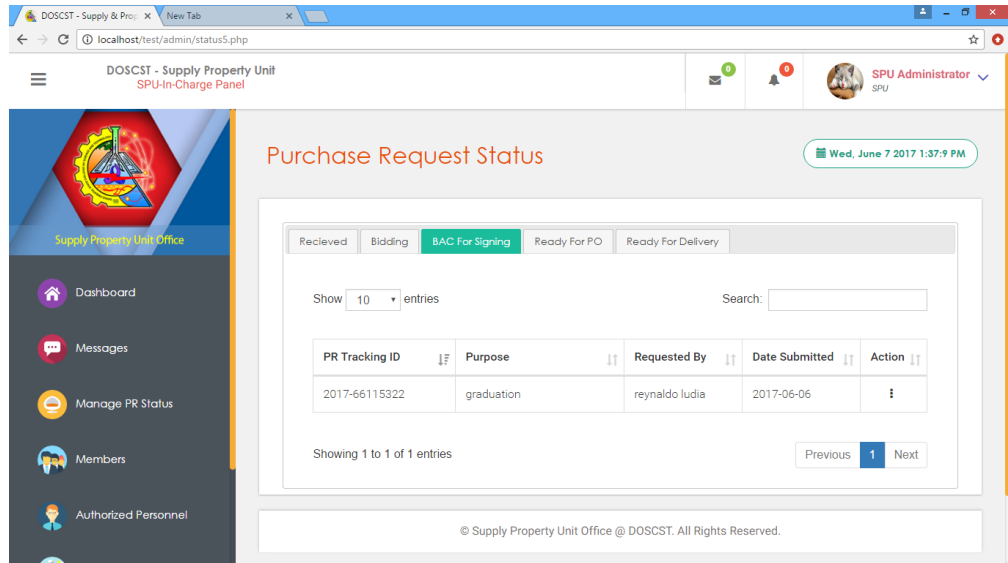 DOSCST - Supply & Prop
New Tab
localhost/test/admin/status5.php
DOSCST - Supply Property Unit
SPU-In-Charge Panel
0
0
SPU Administrator
SPU
Supply Property Unit Office
Dashboard
Messages
Manage PR Status
Members
Authorized Personnel
Purchase Request Status
Wed, June 7 2017 1:37:9 PM
Recieved Bidding BAC For Signing Ready For PO Ready For Delivery
Show 10 entries Search:
PR Tracking ID Purpose Requested By Date Submitted Action
2017-66115322 graduation reynaldo ludia 2017-06-06
Showing 1 to 1 of 1 entries Previous 1 Next
© Supply Property Unit Office @ DOSCST. All Rights Reserved.